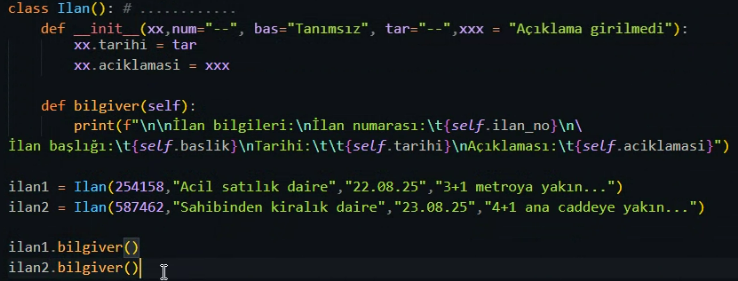 class Ilan(): # ............
    def __init__(xx,num="--", bas="Tanımsız", tar="--",xxx = "Açıklama girilmedi"):
        xx.tarihi = tar
        xx.aciklamasi = xxx
    def bilgiver(self):
        print(f"\n\nİlan bilgileri:\nİlan numarası:\t{self.ilan_no}\n\
İlan başlığı:\t{self.baslik}\nTarihi:\t\t{self.tarihi}\nAçıklaması:\t{self.aciklamasi}")
ilan1 = Ilan(254158,"Acil satılık daire","22.08.25","3+1 metroya yakın...")
ilan2 = Ilan(587462,"Sahibinden kiralık daire","23.08.25","4+1 ana caddeye yakın...")
ilan1.bilgiver()
ilan2.bilgiver()